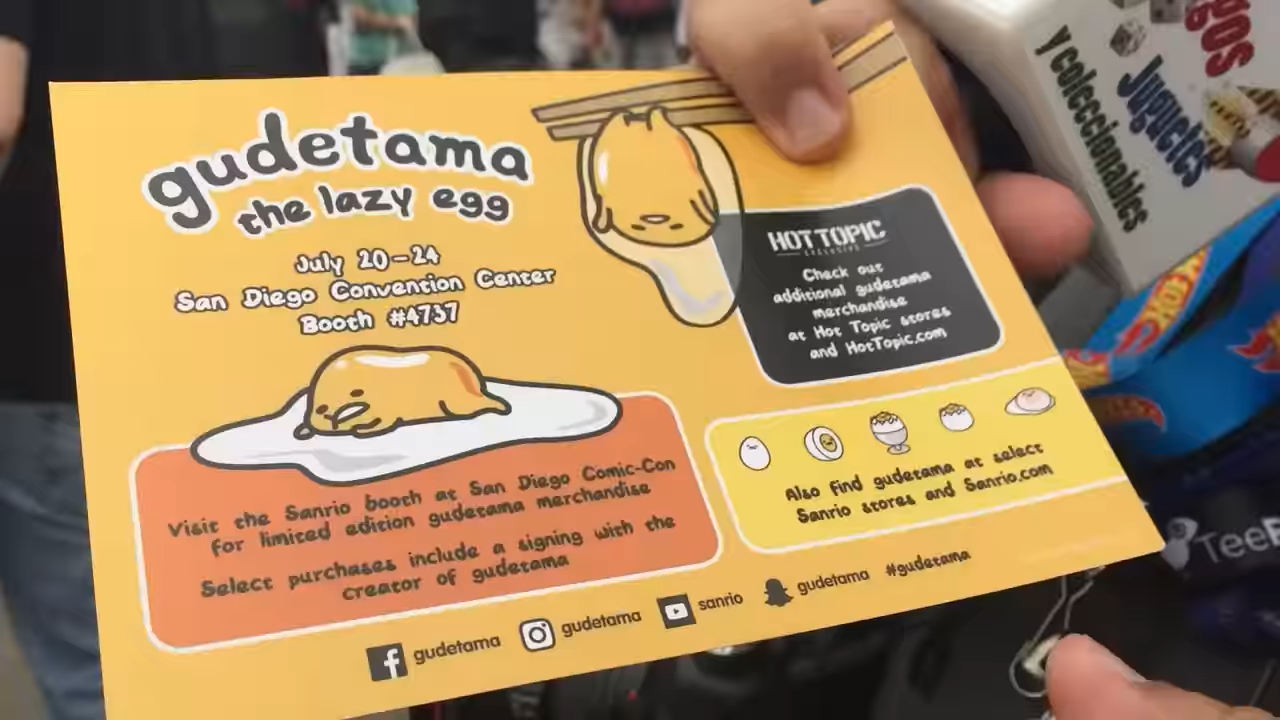 gudetama
the lazy egg
July 20-24
San Diego Convention Center
Booth #4737
HOT TOPIC
EXCLUSIVE
Check out
additional gudetama
merchandise
at Hot Topic stores
and HotTopic.com
Visit the Sanrio booth at San Diego Comic-Con
for limited edition gudetama merchandise
Select purchases include a signing with the
creator of gudetama
Also find gudetama at select
Sanrio stores and Sanrio.com
gudetama
gudetama
sanrio
gudetama #gudetama
Juguetes
y coleccionables